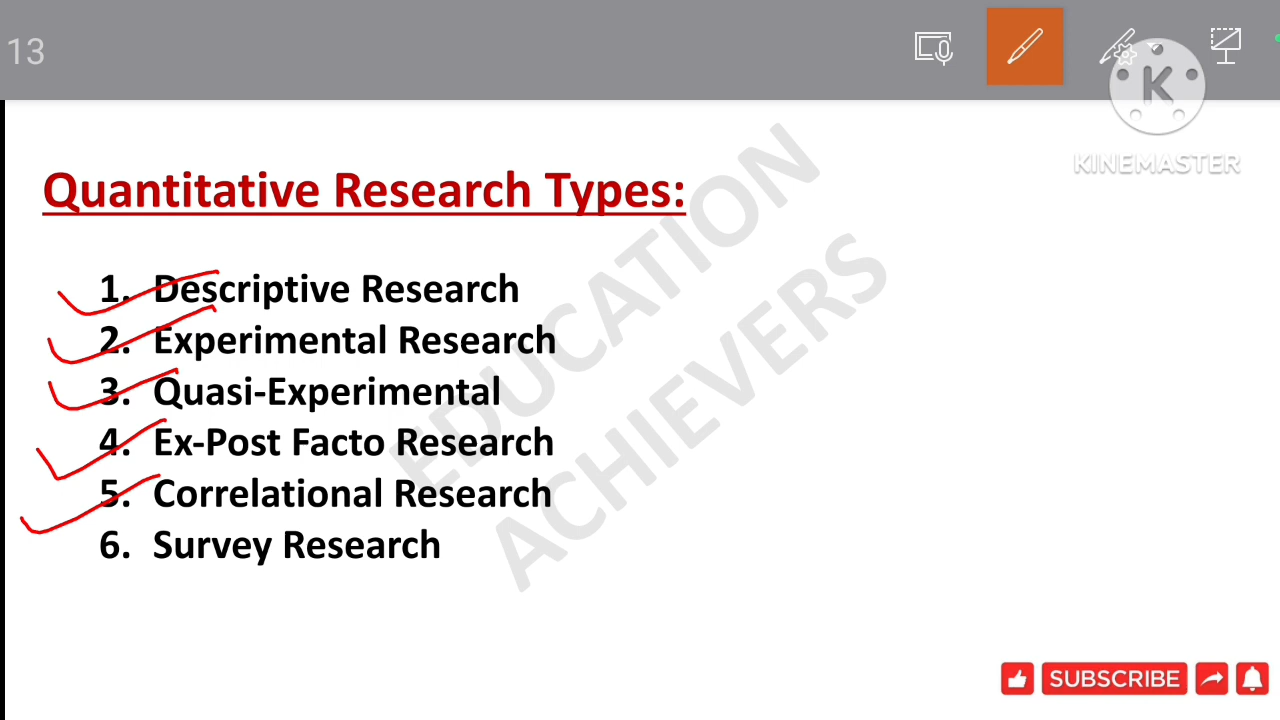 13
K
KINEMASTER
Quantitative Research Types:
1. Descriptive Research
2. Experimental Research
3. Quasi-Experimental
4. Ex-Post Facto Research
5. Correlational Research
6. Survey Research
EDUCATION
ACHIEVERS
SUBSCRIBE